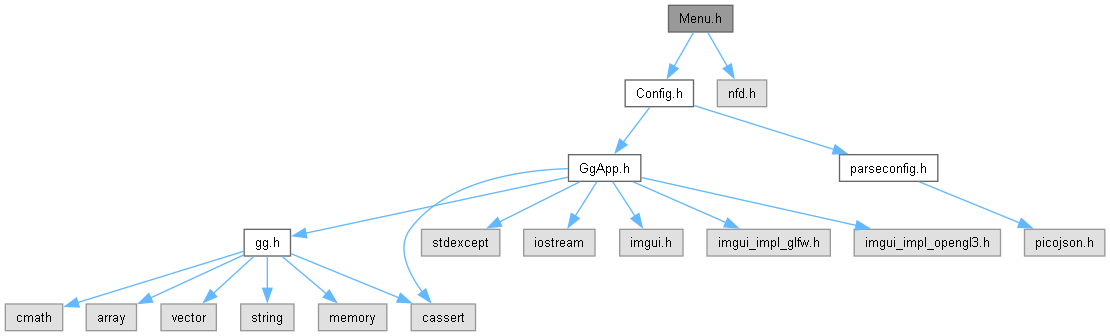 Menu.h
Config.h
nfd.h
GgApp.h
parseconfig.h
gg.h
stdexcept
iostream
imgui.h
imgui_impl_glfw.h
imgui_impl_opengl3.h
picojson.h
cmath
array
vector
string
memory
cassert